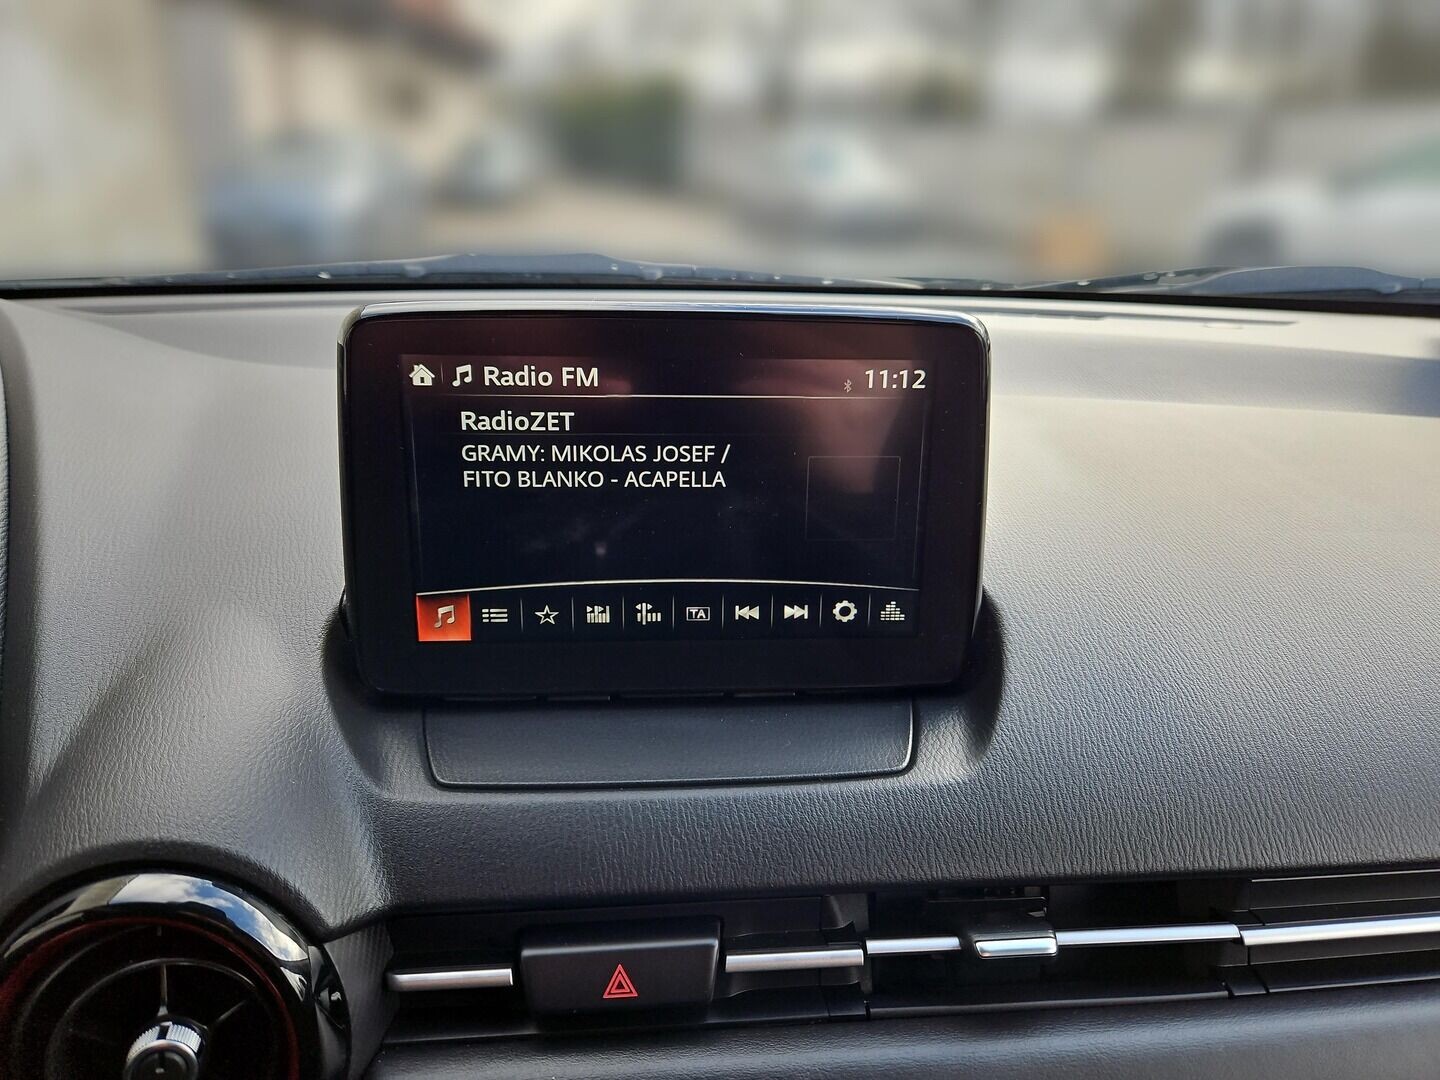 Radio FM 11:12
RadioZET
GRAMY: MIKOLAS JOSEF /
FITO BLANKO - ACAPELLA
TA